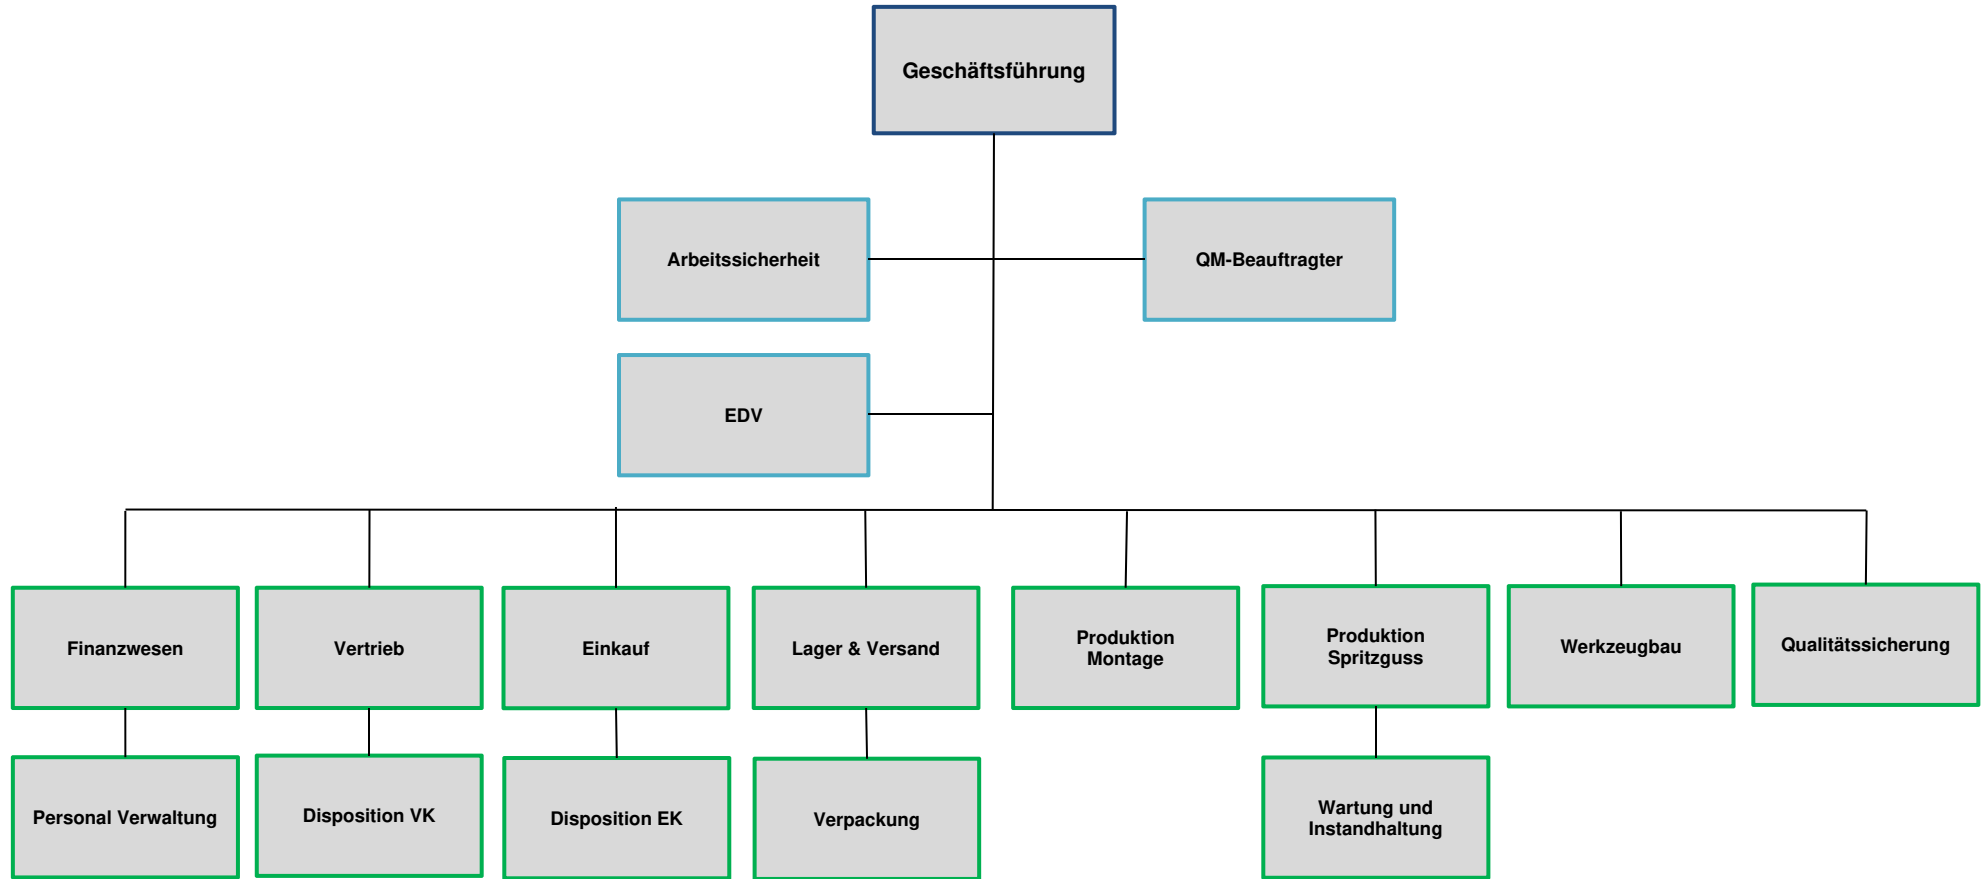 Geschäftsführung
Arbeitssicherheit
QM-Beauftragter
EDV
Finanzwesen
Vertrieb
Einkauf
Lager & Versand
Produktion
Montage
Produktion
Spritzguss
Werkzeugbau
Qualitätssicherung
Personal Verwaltung
Disposition VK
Disposition EK
Verpackung
Wartung und
Instandhaltung